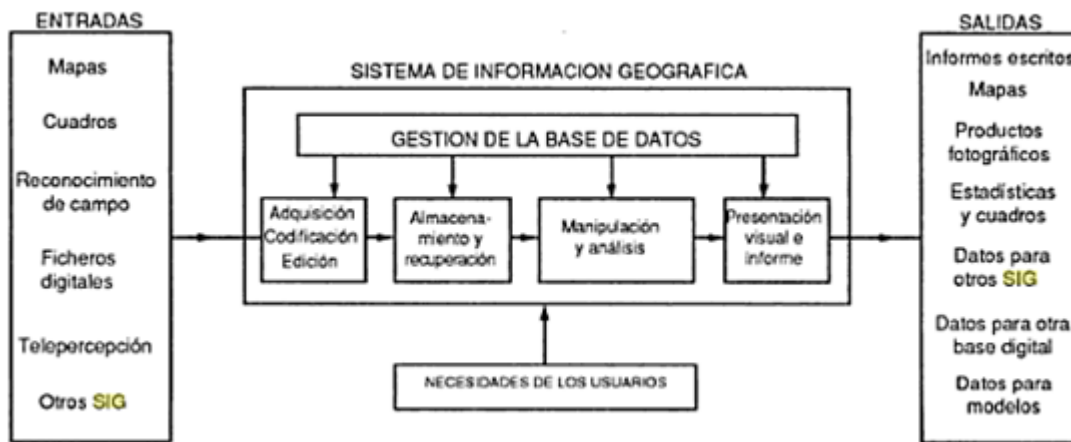 ENTRADAS
Mapas
Cuadros
Reconocimiento
de campo
Ficheros
digitales
Telepercepción
Otros SIG
SISTEMA DE INFORMACION GEOGRAFICA
GESTION DE LA BASE DE DATOS
Adquisición
Codificación
Edición
Almacena-
miento y
recuperación
Manipulación
y análisis
Presentación
visual e
informe
NECESIDADES DE LOS USUARIOS
SALIDAS
Informes escritos
Mapas
Productos
fotográficos
Estadísticas
y cuadros
Datos para
otros SIG
Datos para otra
base digital
Datos para
modelos